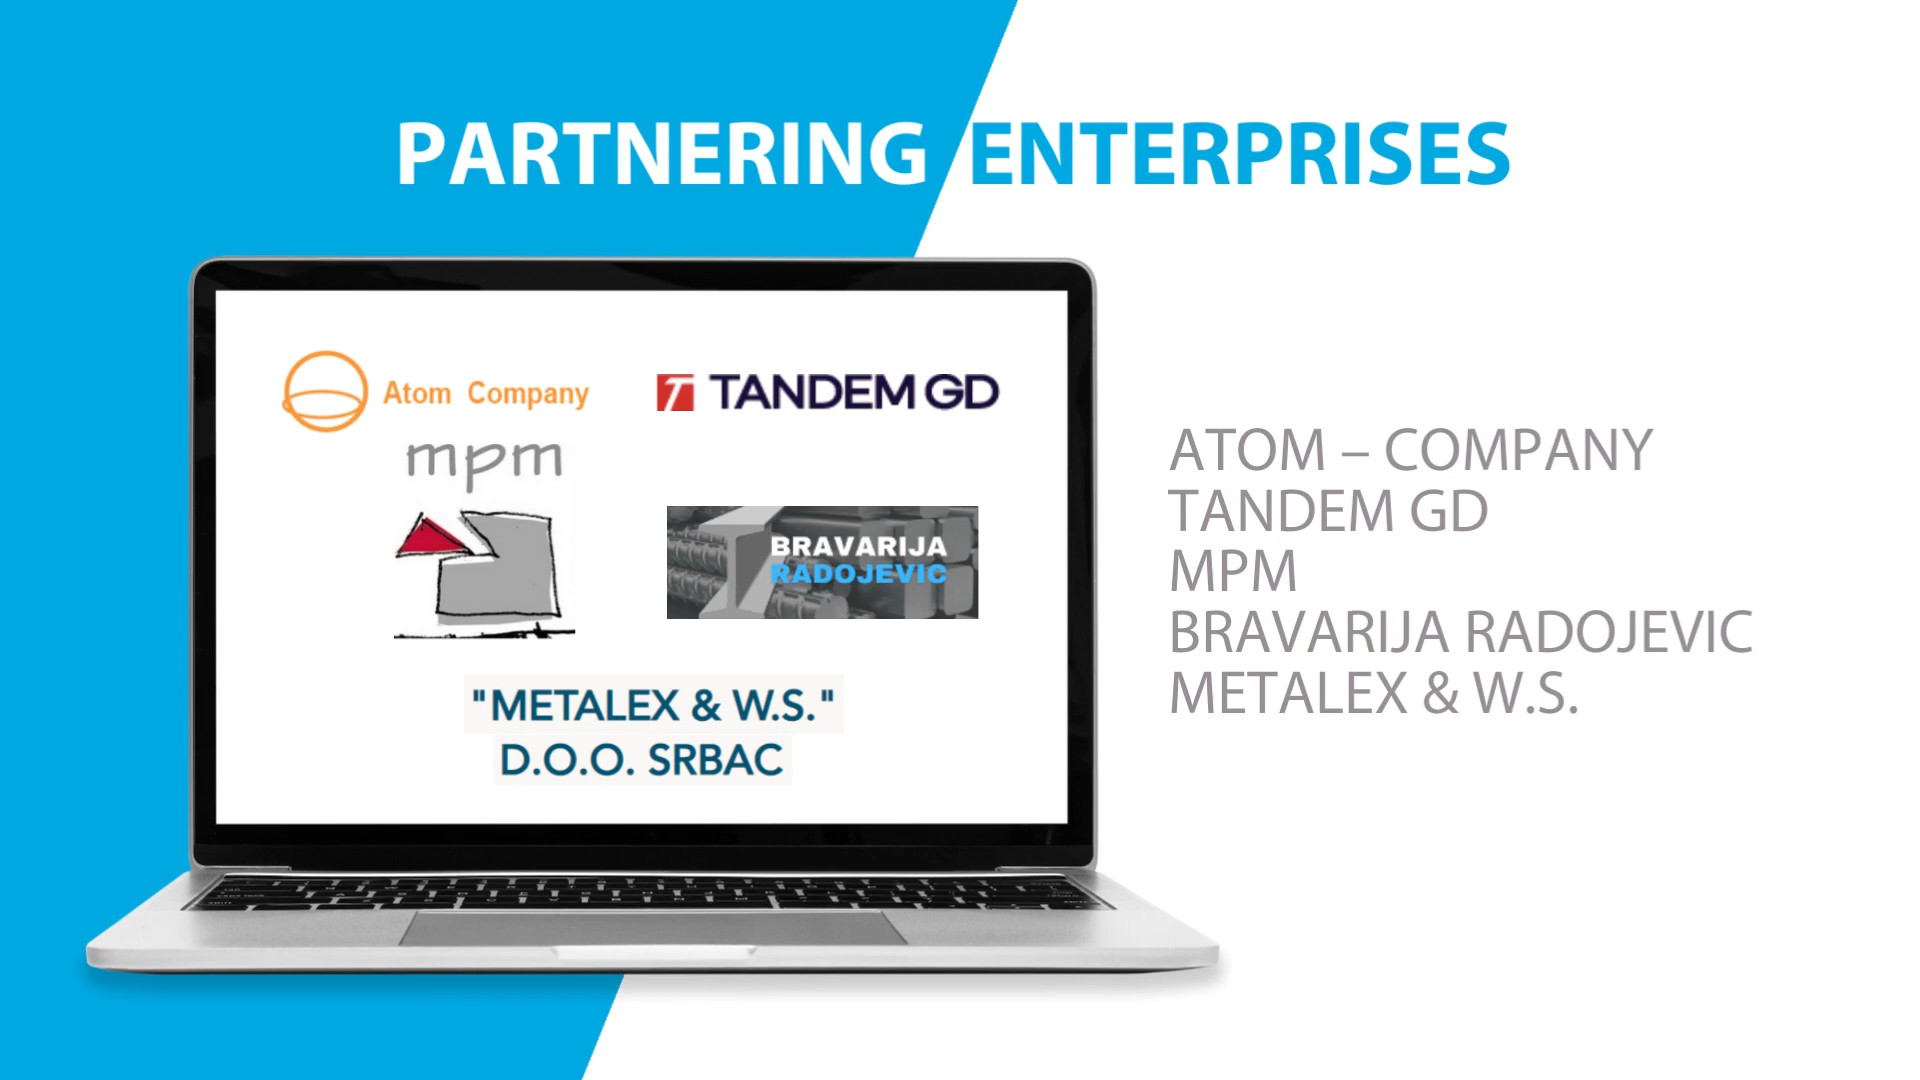 PARTNERING ENTERPRISES
Atom Company
TANDEM GD
mpm
BRAVARIJA
RADOJEVIC
"METALEX & W.S."
D.O.O. SRBAC
ATOM – COMPANY
TANDEM GD
MPM
BRAVARIJA RADOJEVIC
METALEX & W.S.